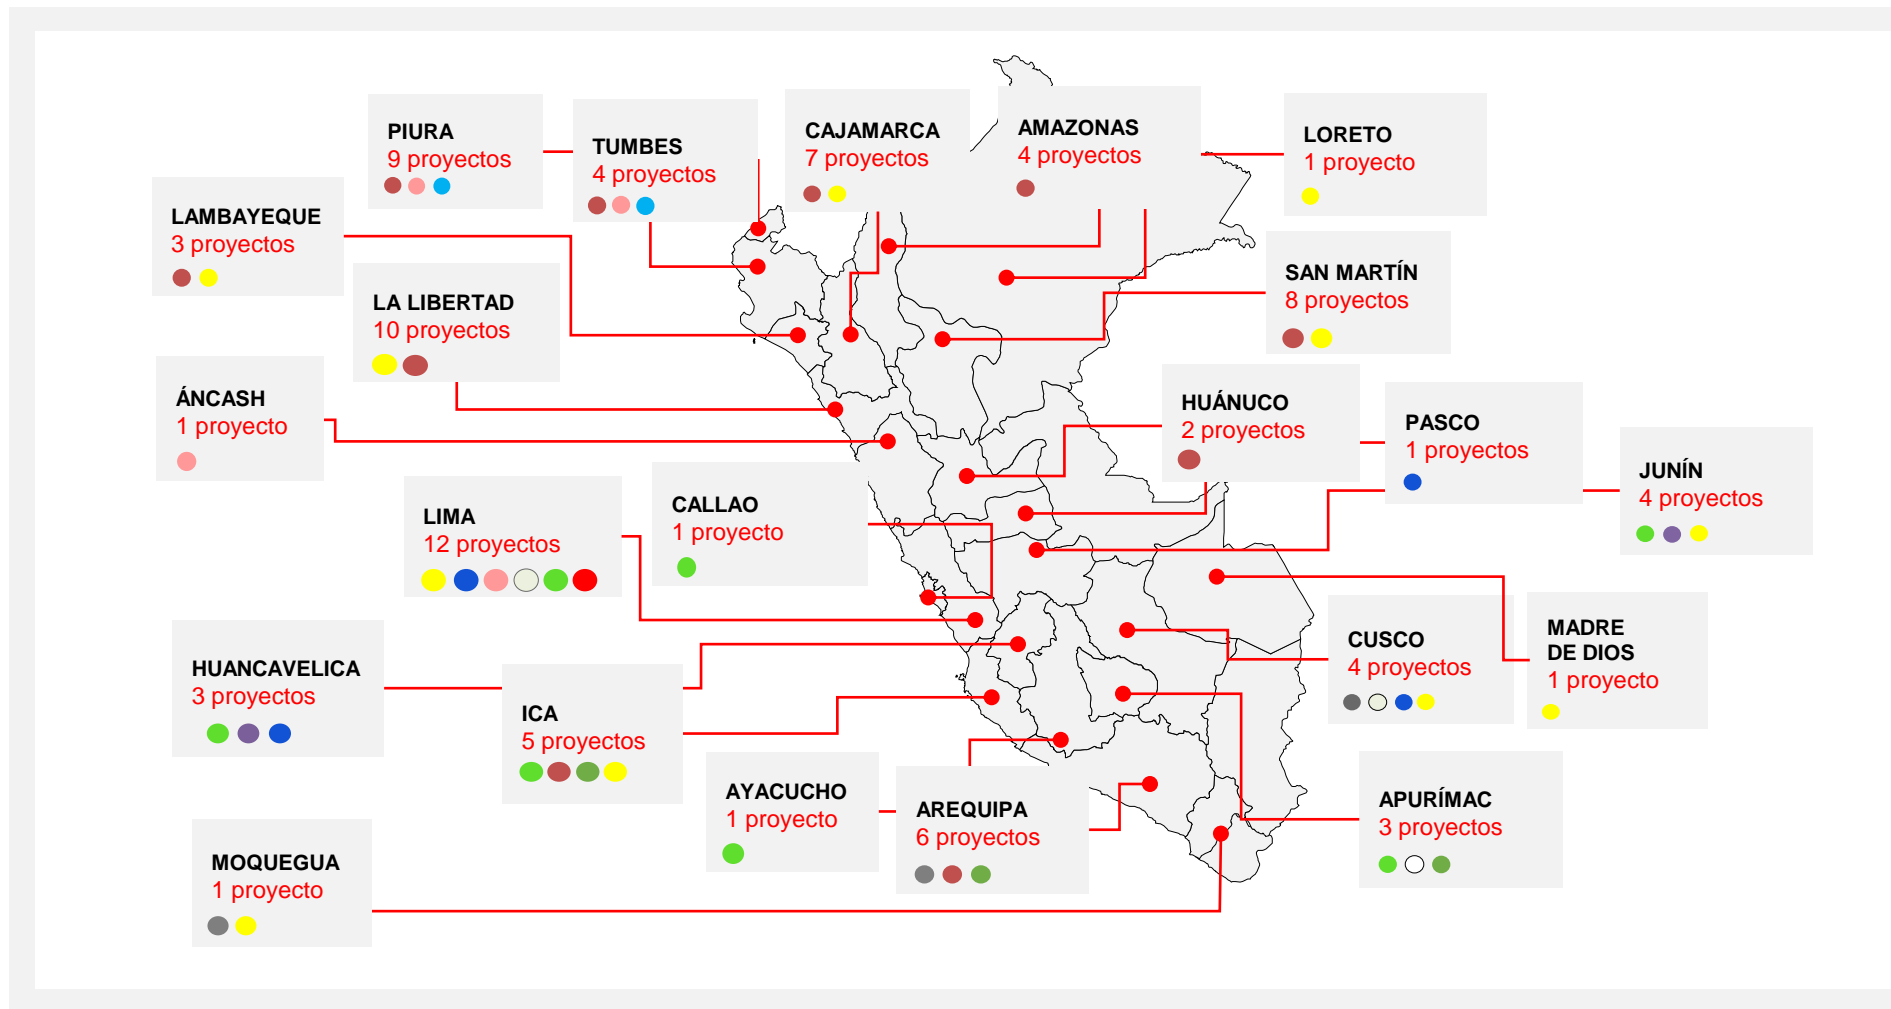 PIURA
9 proyectos
TUMBES
4 proyectos
CAJAMARCA
7 proyectos
AMAZONAS
4 proyectos
LORETO
1 proyecto
LAMBAYEQUE
3 proyectos
SAN MARTÍN
8 proyectos
LA LIBERTAD
10 proyectos
ÁNCASH
1 proyecto
HUÁNUCO
2 proyectos
PASCO
1 proyectos
JUNÍN
4 proyectos
LIMA
12 proyectos
CALLAO
1 proyecto
HUANCAVELICA
3 proyectos
ICA
5 proyectos
CUSCO
4 proyectos
MADRE
DE DIOS
1 proyecto
AYACUCHO
1 proyecto
AREQUIPA
6 proyectos
APURÍMAC
3 proyectos
MOQUEGUA
1 proyecto